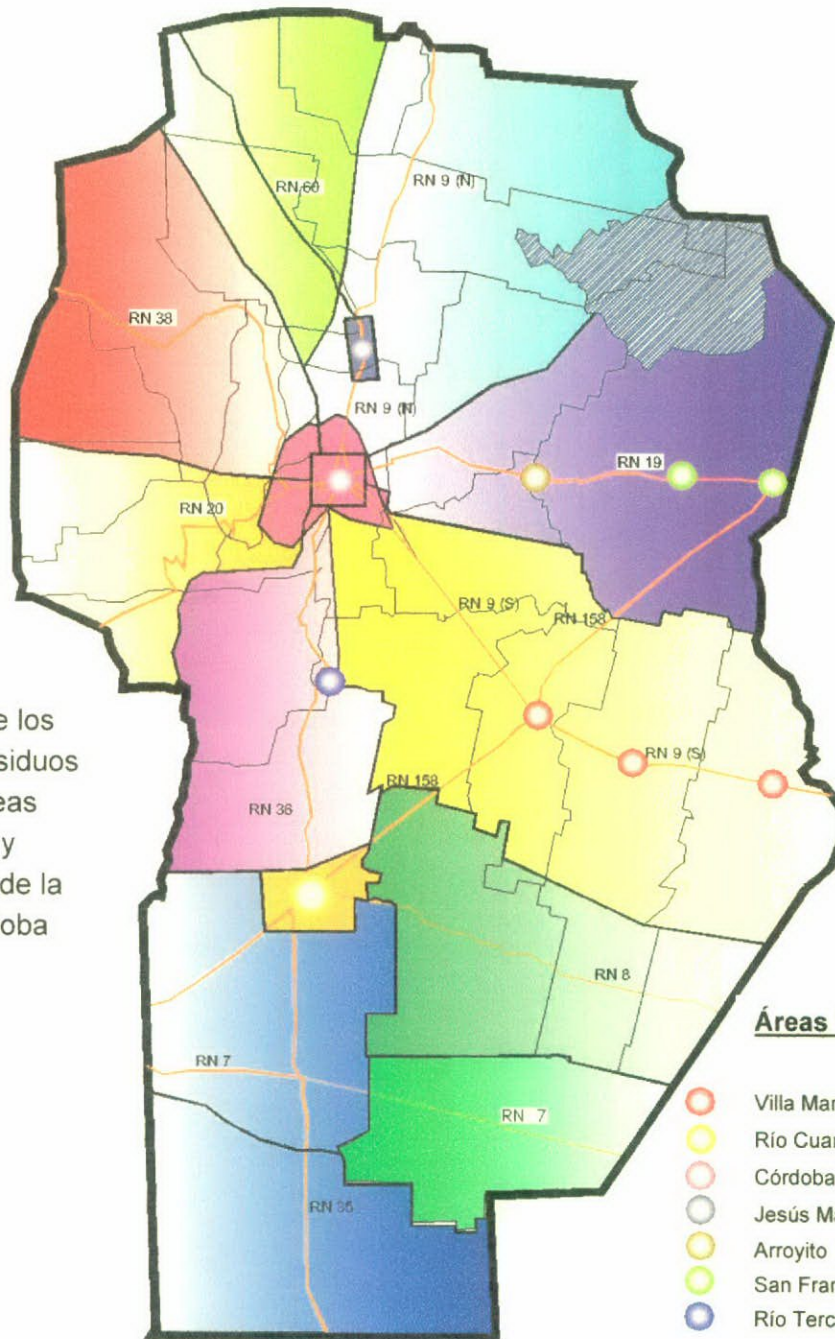 RN 60
RN 9 (N)
RN 38
RN 9 (N)
RN 19
RN 20
RN 9 (S)
RN 158
e los
siduos
eas
y
de la
oba
RN 9 (S)
RN 158
RN 36
RN 8
RN 7
RN 7
RN 35
Áreas
Villa Mar
Río Cuar
Córdoba
Jesús Ma
Arroyito
San Fran
Río Terc